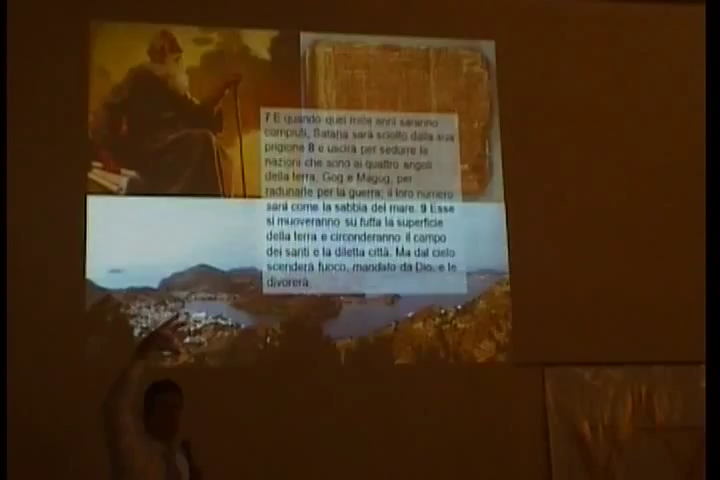 7 E quando quei mille anni saranno
compiuti, Satana sarà sciolto dalla sua
prigione 8 e uscirà per sedurre le
nazioni che sono ai quattro angoli
della terra, Gog e Magog, per
radunarle per la guerra: il loro numero
sarà come la sabbia del mare. 9 Esse
si muoveranno su tutta la superficie
della terra e circonderanno il campo
dei santi e la diletta città. Ma dal cielo
scenderà fuoco, mandato da Dio, e le
divorerà.